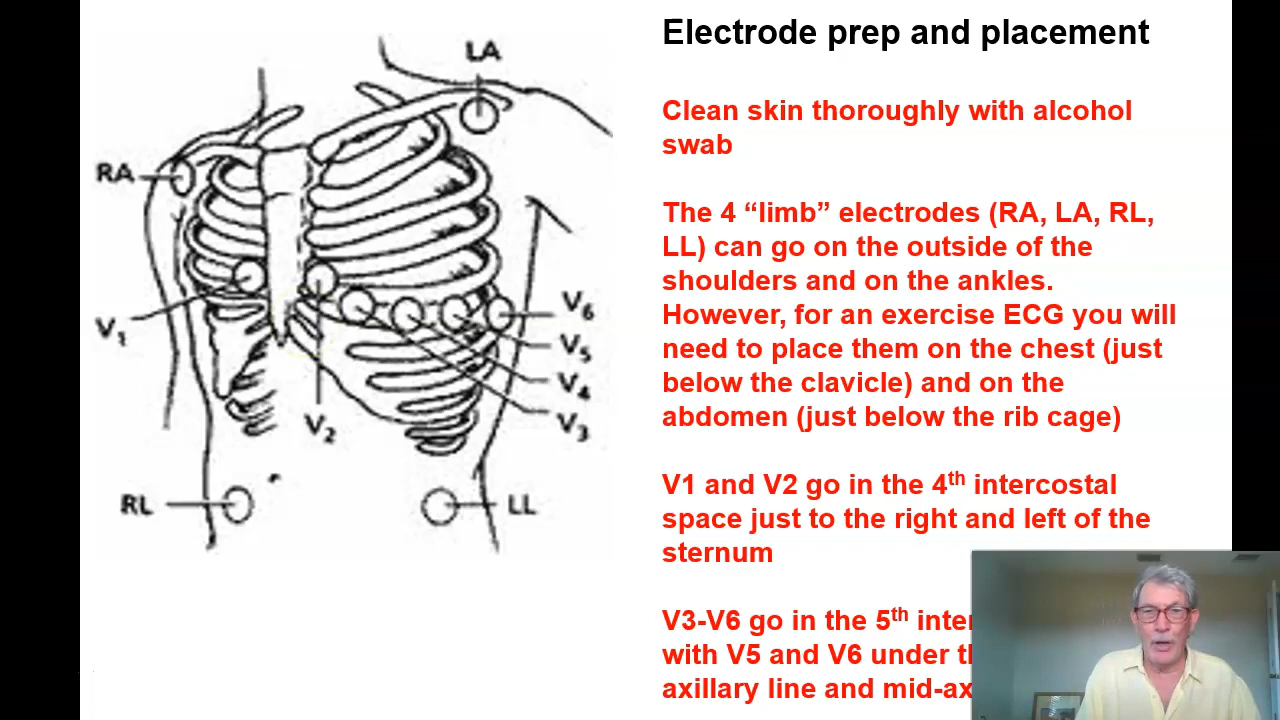 LA
RA
V1
V2
V6
V5
V4
V3
RL
LL
Electrode prep and placement
Clean skin thoroughly with alcohol
swab
The 4 “limb” electrodes (RA, LA, RL,
LL) can go on the outside of the
shoulders and on the ankles.
However, for an exercise ECG you will
need to place them on the chest (just
below the clavicle) and on the
abdomen (just below the rib cage)
V1 and V2 go in the 4th intercostal
space just to the right and left of the
sternum
V3-V6 go in the 5th
with V5 and V6 under
axillary line and